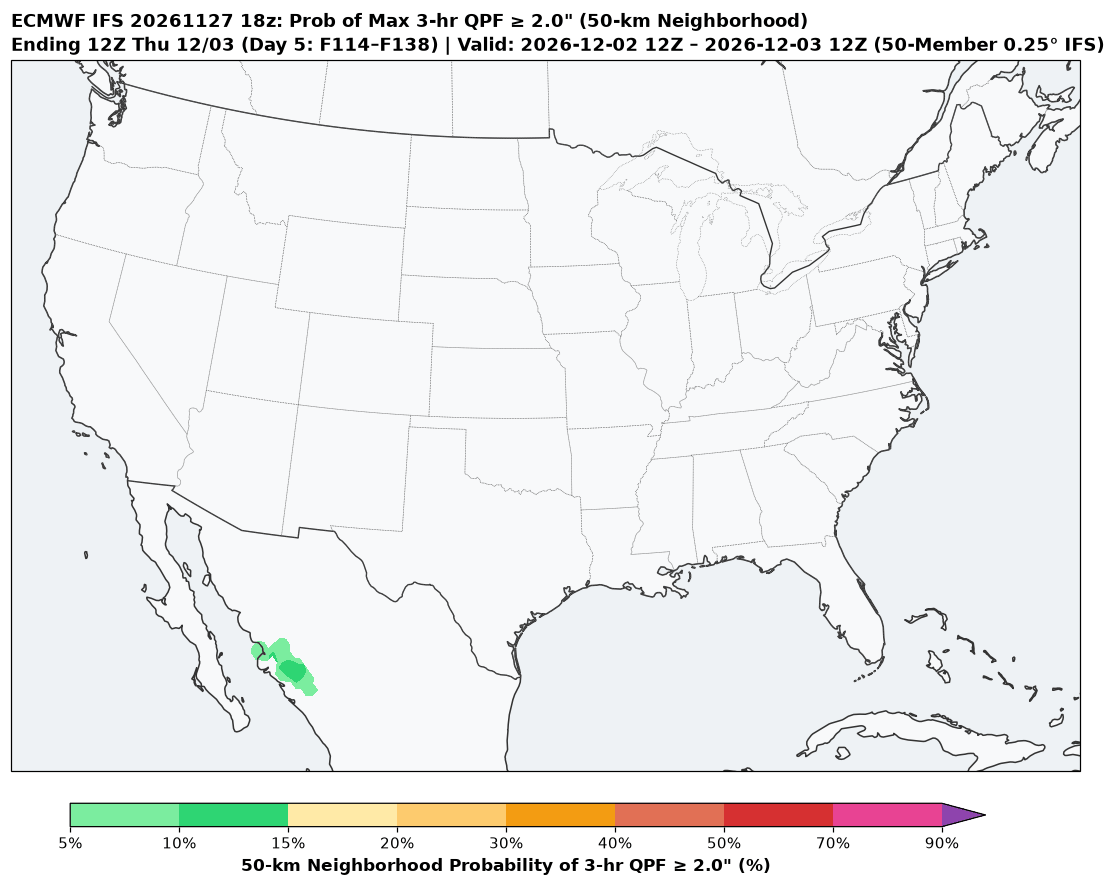 ECMWF IFS 20261127 18z: Prob of Max 3-hr QPF ≥ 2.0" (50-km Neighborhood)
Ending 12Z Thu 12/03 (Day 5: F114–F138) | Valid: 2026-12-02 12Z – 2026-12-03 12Z (50-Member 0.25° IFS)
5% 10% 15% 20% 30% 40% 50% 70% 90%
50-km Neighborhood Probability of 3-hr QPF ≥ 2.0" (%)